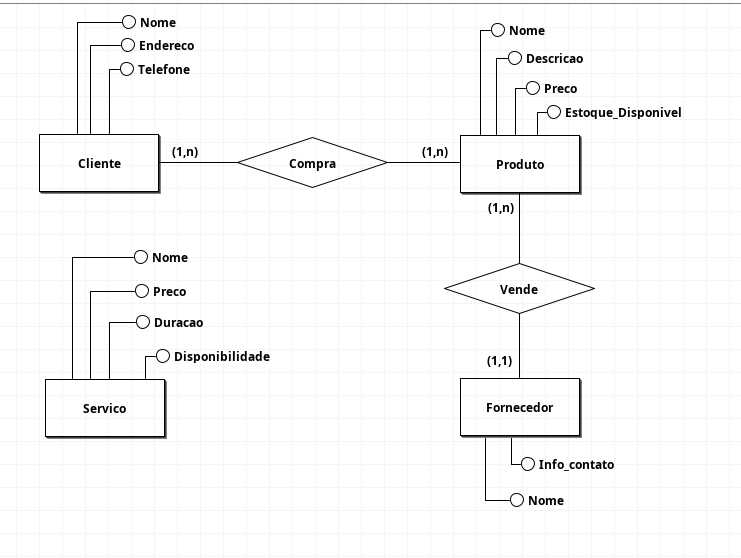 Nome
Endereco
Telefone
Cliente
(1,n)
Compra
(1,n)
Nome
Descricao
Preco
Estoque_Disponivel
Produto
(1,n)
Vende
(1,1)
Nome
Preco
Duracao
Disponibilidade
Servico
Fornecedor
Info_contato
Nome